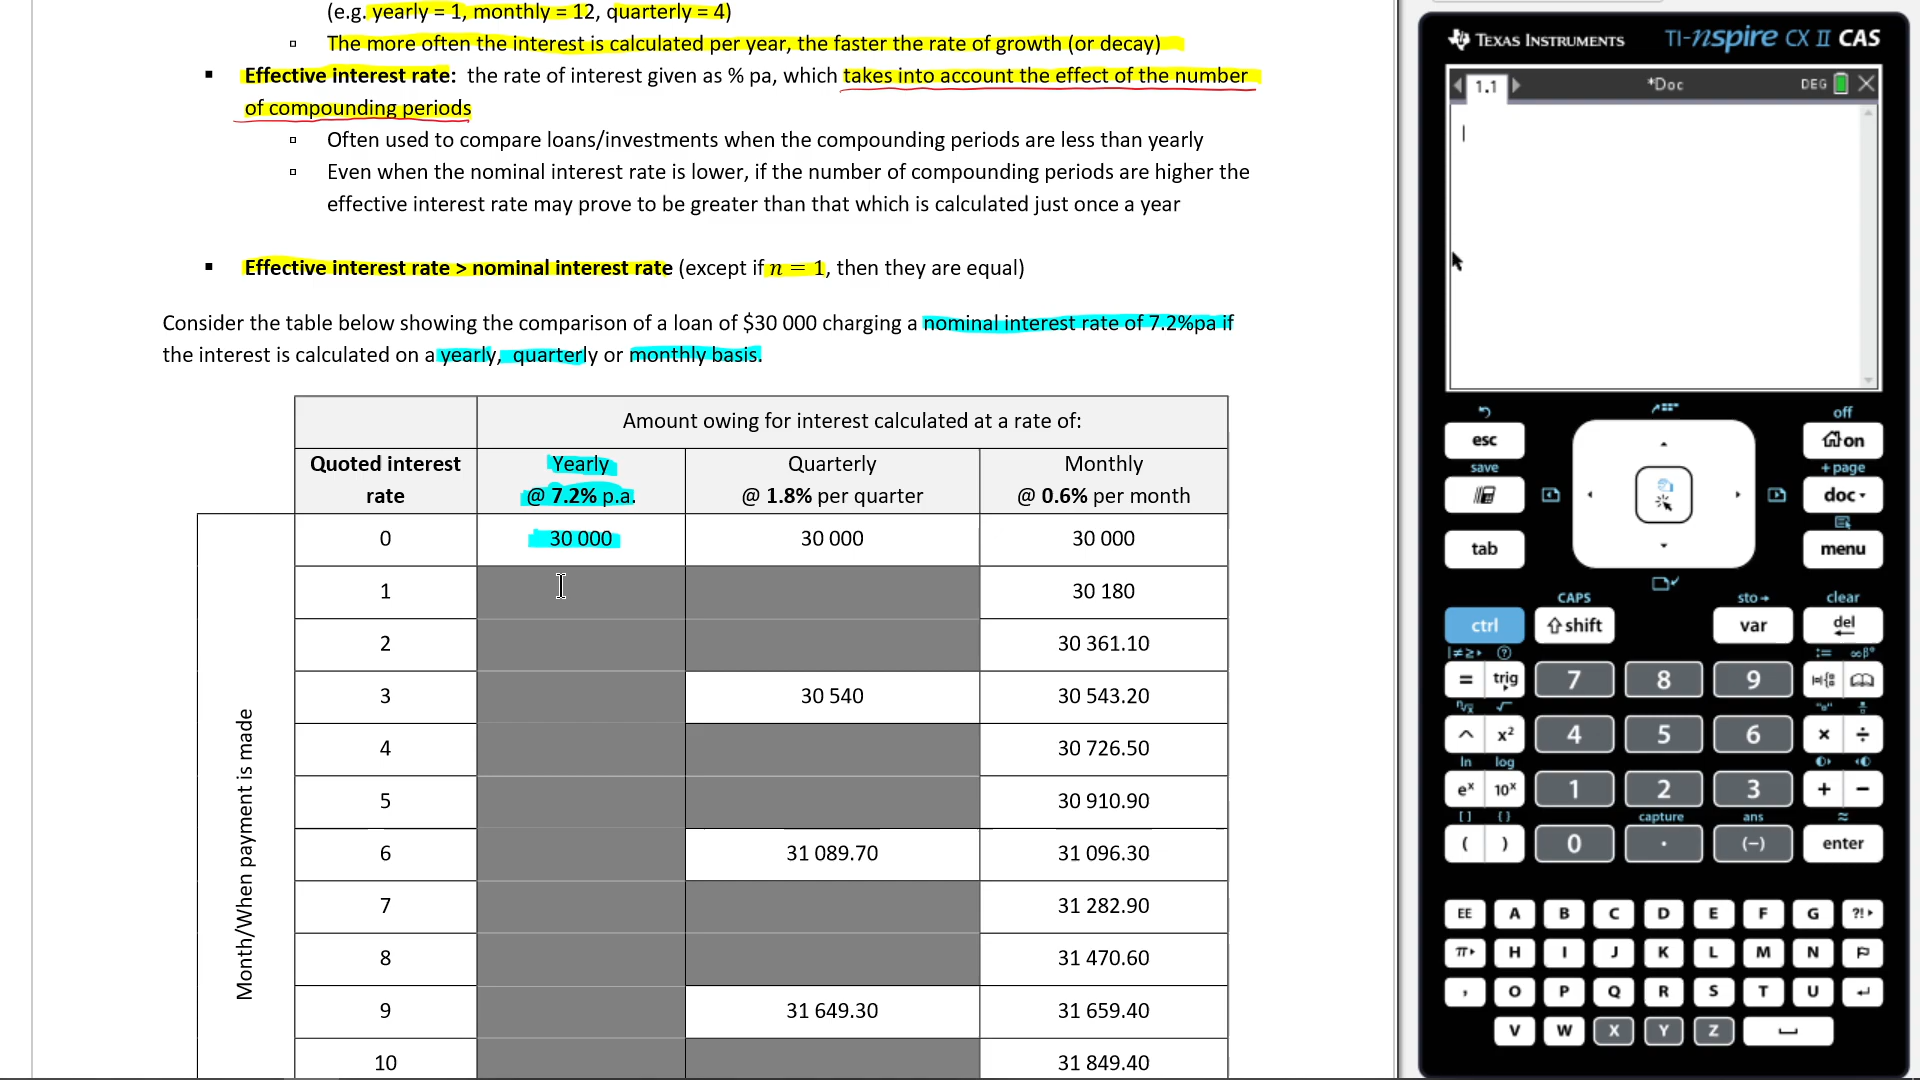 (e.g. yearly = 1, monthly = 12, quarterly = 4)
▫ The more often the interest is calculated per year, the faster the rate of growth (or decay)
▪ Effective interest rate: the rate of interest given as % pa, which takes into account the effect of the number
of compounding periods
▫ Often used to compare loans/investments when the compounding periods are less than yearly
▫ Even when the nominal interest rate is lower, if the number of compounding periods are higher the
effective interest rate may prove to be greater than that which is calculated just once a year
▪ Effective interest rate > nominal interest rate (except if n = 1, then they are equal)
Consider the table below showing the comparison of a loan of $30 000 charging a nominal interest rate of 7.2%pa if
the interest is calculated on a yearly, quarterly or monthly basis.
Amount owing for interest calculated at a rate of:
Quoted interest rate
Yearly @ 7.2% p.a.
Quarterly @ 1.8% per quarter
Monthly @ 0.6% per month
Month/When payment is made
0 30 000 30 000 30 000
1 30 180
2 30 361.10
3 30 540 30 543.20
4 30 726.50
5 30 910.90
6 31 089.70 31 096.30
7 31 282.90
8 31 470.60
9 31 649.30 31 659.40
10 31 849.40
TEXAS INSTRUMENTS TI-nspire CX II CAS
1.1 *Doc DEG
off
esc on
save +page
doc
tab menu
CAPS sto→ clear
ctrl shift var del
= trig 7 8 9
^ x² 4 5 6 × ÷
ln log
eˣ 10ˣ 1 2 3 + −
[ ] { } capture ans ≈
( ) 0 . (−) enter
EE A B C D E F G ?!
π H I J K L M N
, O P Q R S T U
V W X Y Z